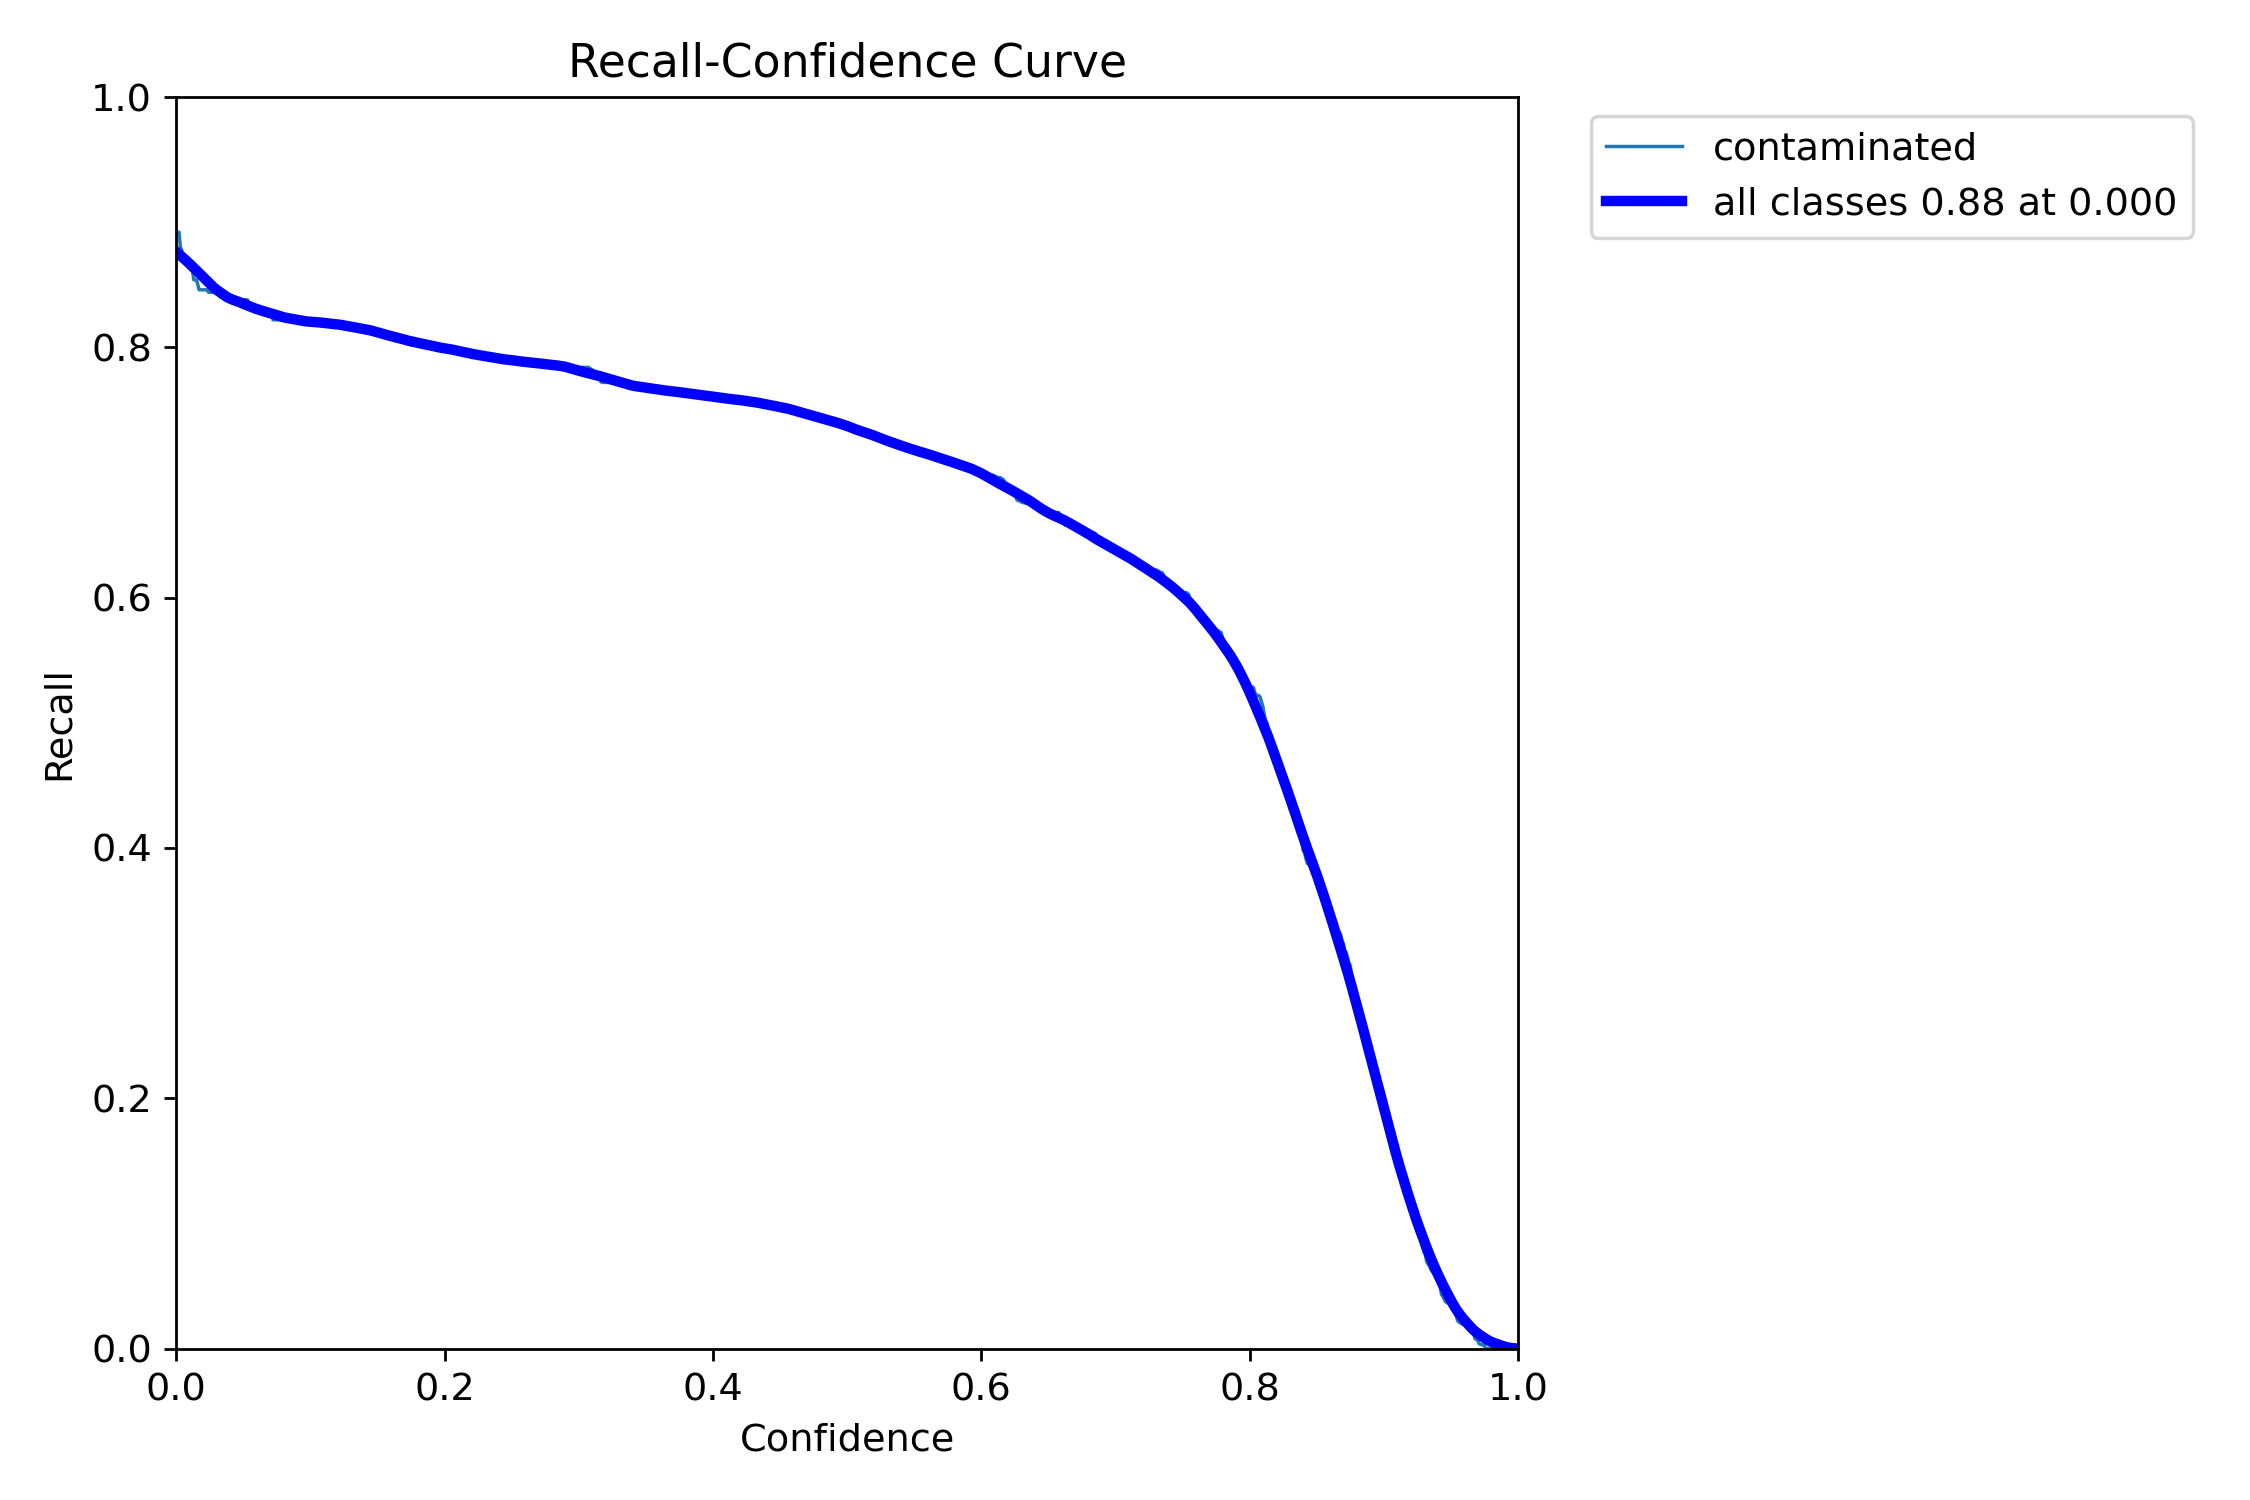 Recall-Confidence Curve
1.0
0.8
0.6
0.4
0.2
0.0
Recall
0.0 0.2 0.4 0.6 0.8 1.0
Confidence
contaminated
all classes 0.88 at 0.000